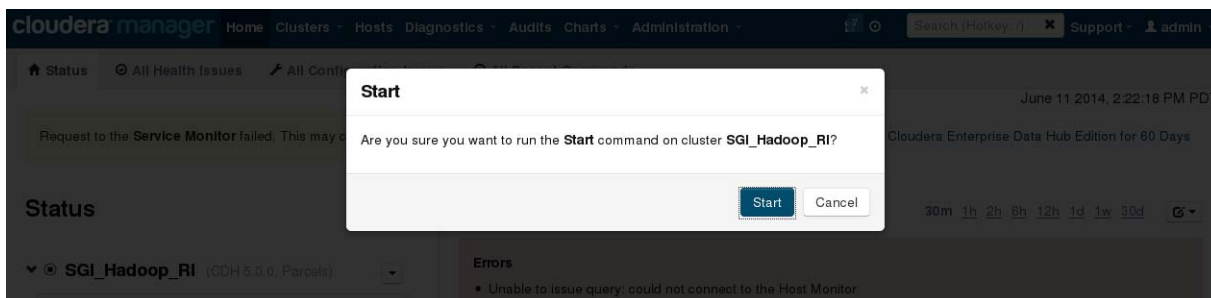 cloudera manager Home Clusters Hosts Diagnostics Audits Charts Administration Search (Hotkey: /) Support admin
Status All Health Issues All Confi
Start
June 11 2014, 2:22:18 PM PD
Request to the Service Monitor failed. This may
Are you sure you want to run the Start command on cluster SGI_Hadoop_RI?
Cloudera Enterprise Data Hub Edition for 60 Days
Start Cancel
Status
30m 1h 2h 6h 12h 1d 1w 30d
SGI_Hadoop_RI (CDH 5.0.0, Parcels)
Errors
• Unable to issue query: could not connect to the Host Monitor